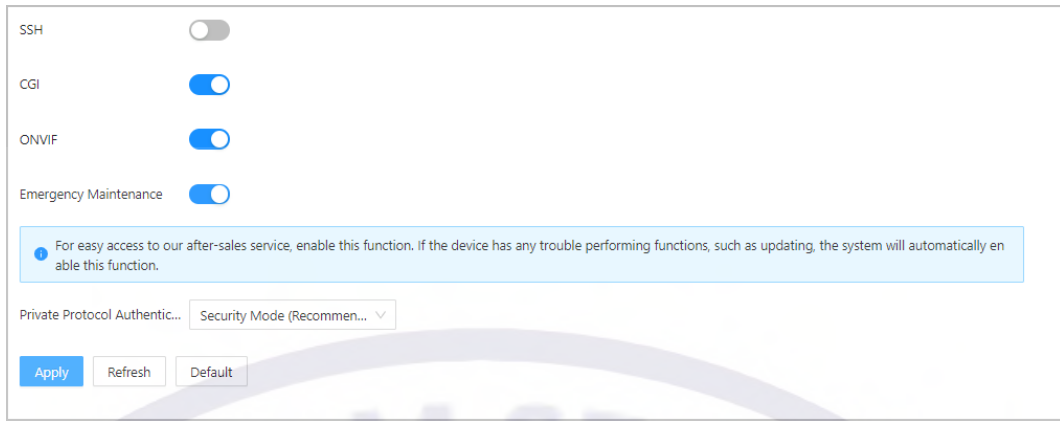 SSH
CGI
ONVIF
Emergency Maintenance
For easy access to our after-sales service, enable this function. If the device has any trouble performing functions, such as updating, the system will automatically en
able this function.
Private Protocol Authentic... Security Mode (Recommen...
Apply Refresh Default